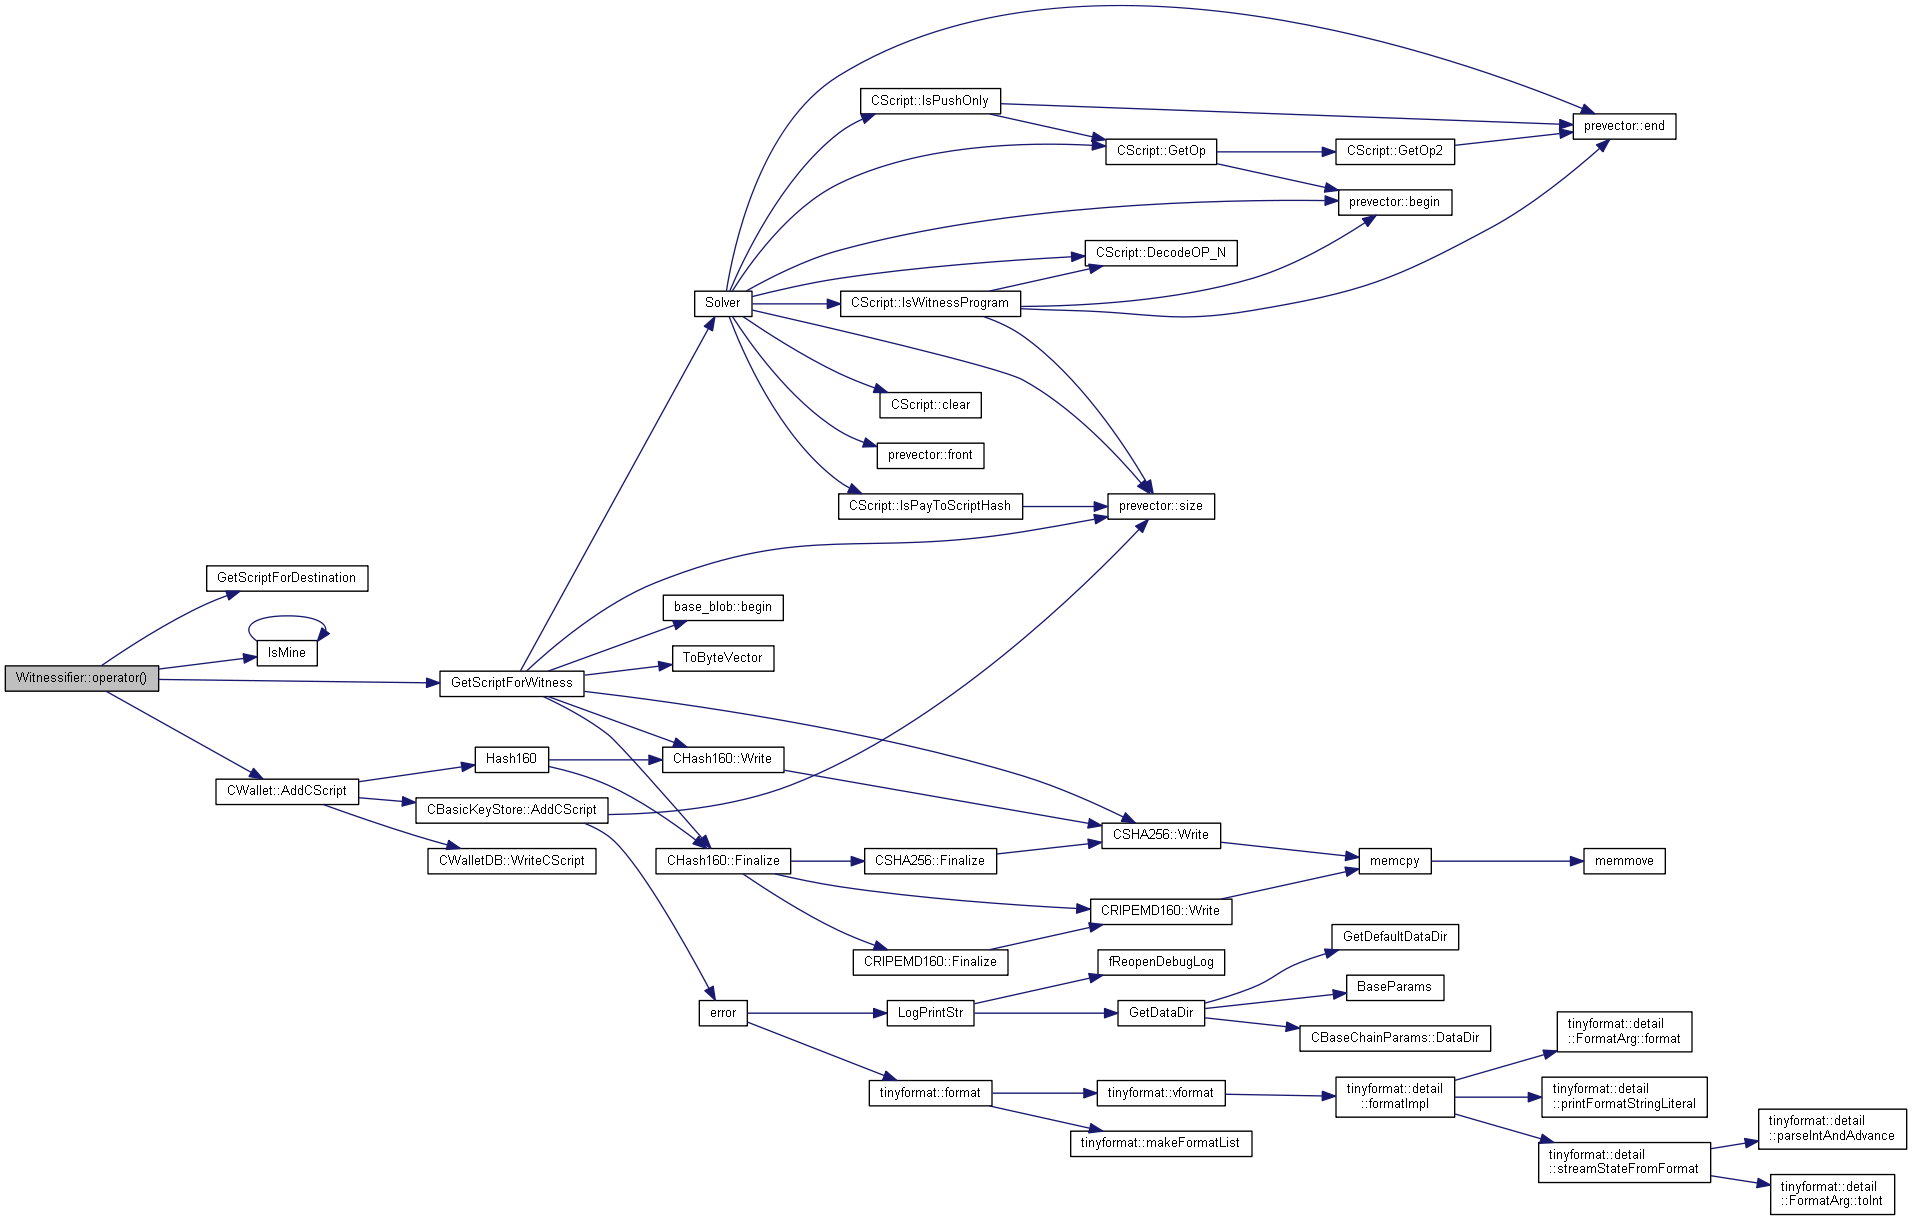 CScript::IsPushOnly
prevector::end
CScript::GetOp
CScript::GetOp2
prevector::begin
CScript::DecodeOP_N
Solver
CScript::IsWitnessProgram
CScript::clear
prevector::front
CScript::IsPayToScriptHash
prevector::size
GetScriptForDestination
base_blob::begin
IsMine
ToByteVector
Witnessifier::operator()
GetScriptForWitness
Hash160
CHash160::Write
CWallet::AddCScript
CBasicKeyStore::AddCScript
CSHA256::Write
CWalletDB::WriteCScript
CHash160::Finalize
CSHA256::Finalize
memcpy
memmove
CRIPEMD160::Write
GetDefaultDataDir
CRIPEMD160::Finalize
fReopenDebugLog
BaseParams
error
LogPrintStr
GetDataDir
CBaseChainParams::DataDir
tinyformat::detail
::FormatArg::format
tinyformat::format
tinyformat::vformat
tinyformat::detail
::formatImpl
tinyformat::detail
::printFormatStringLiteral
tinyformat::makeFormatList
tinyformat::detail
::parseIntAndAdvance
tinyformat::detail
::streamStateFromFormat
tinyformat::detail
::FormatArg::toInt